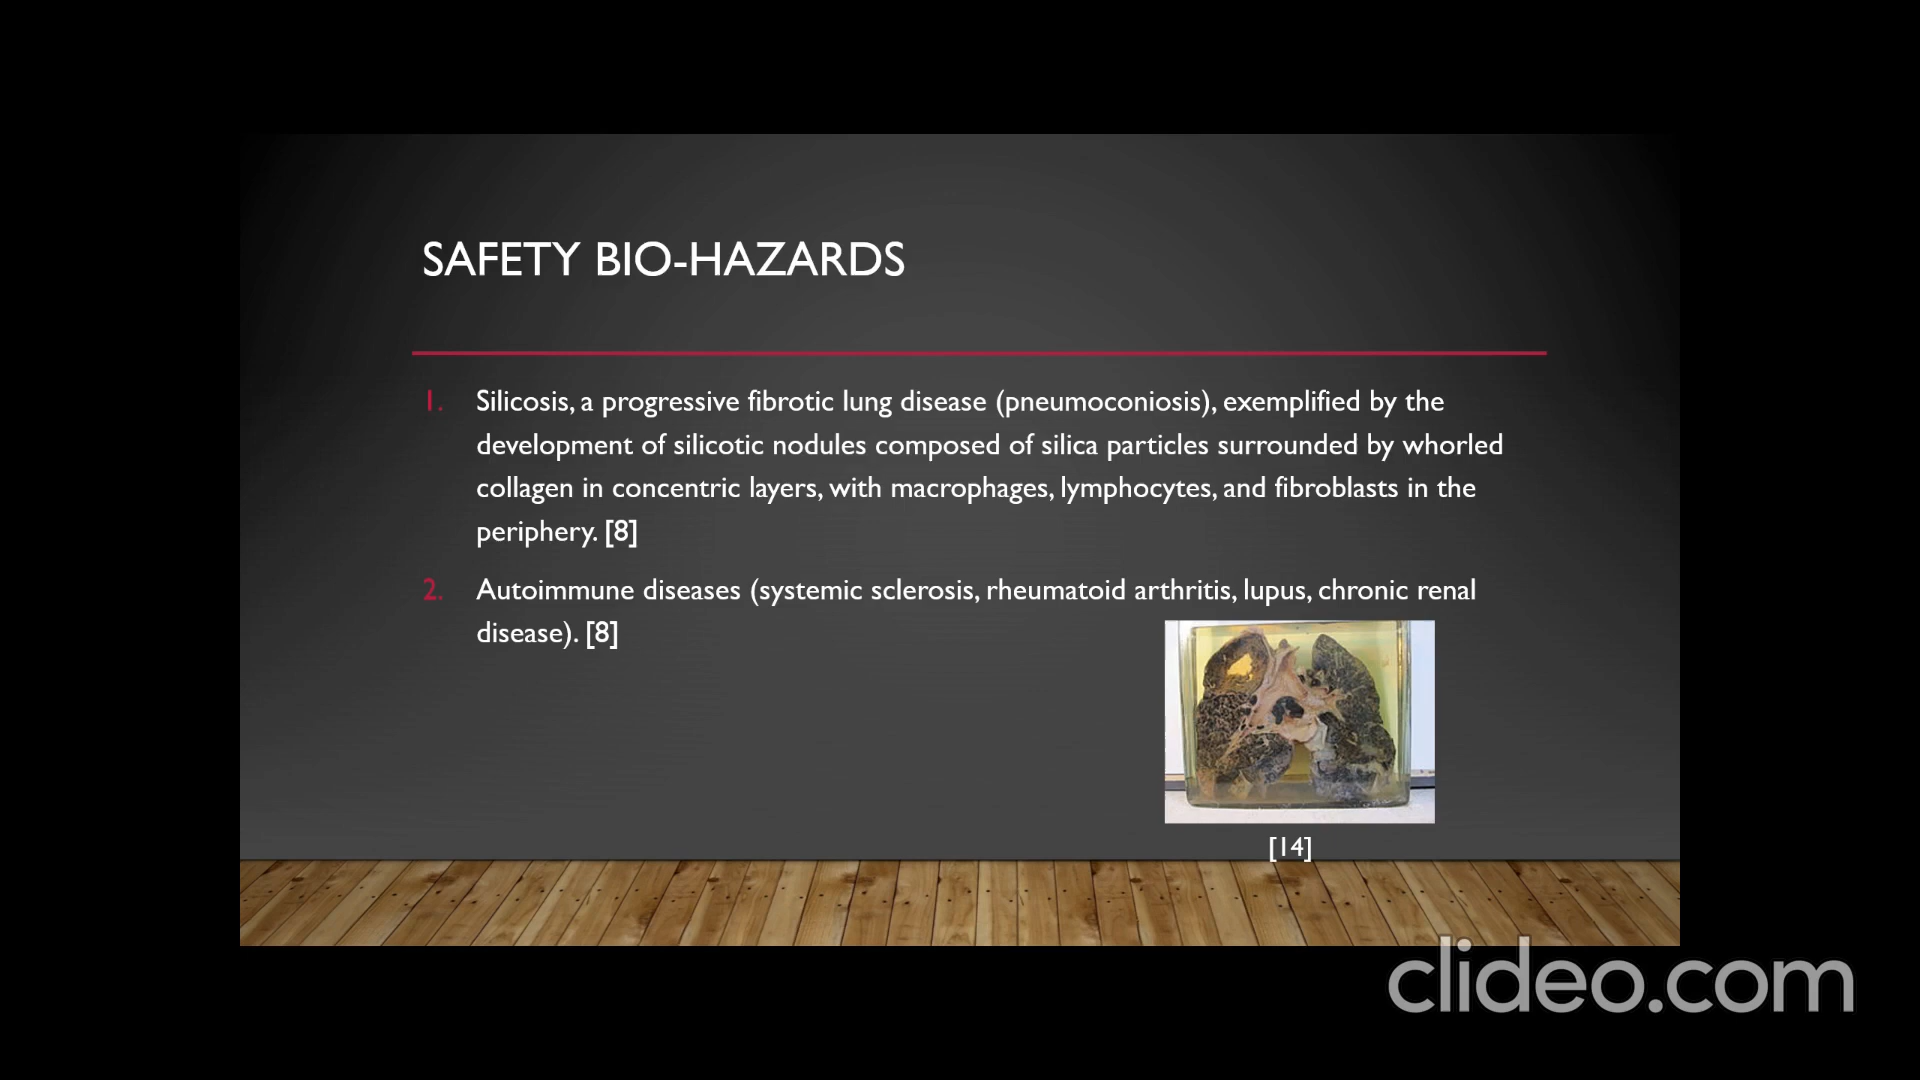 SAFETY BIO-HAZARDS
1. Silicosis, a progressive fibrotic lung disease (pneumoconiosis), exemplified by the
development of silicotic nodules composed of silica particles surrounded by whorled
collagen in concentric layers, with macrophages, lymphocytes, and fibroblasts in the
periphery. [8]
2. Autoimmune diseases (systemic sclerosis, rheumatoid arthritis, lupus, chronic renal
disease). [8]
[14]
clideo.com